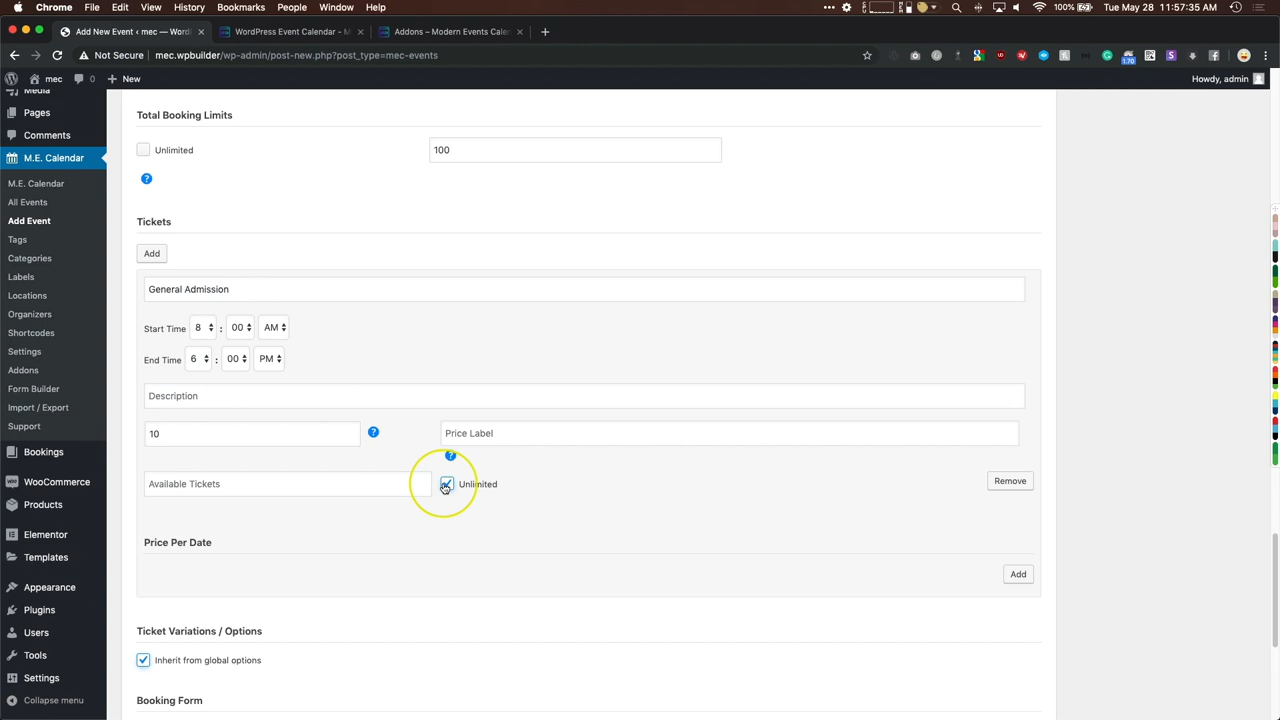 Chrome File Edit View History Bookmarks People Window Help 100% Tue May 28 11:57:35 AM
Add New Event ‹ mec — WordP
WordPress Event Calendar - M
Addons – Modern Events Calen
Not Secure mec.wpbuilder/wp-admin/post-new.php?post_type=mec-events
1.70
mec 0 New
Howdy, admin
Media
Pages
Comments
M.E. Calendar
M.E. Calendar
All Events
Add Event
Tags
Categories
Labels
Locations
Organizers
Shortcodes
Settings
Addons
Form Builder
Import / Export
Support
Bookings
WooCommerce
Products
Elementor
Templates
Appearance
Plugins
Users
Tools
Settings
Collapse menu
Total Booking Limits
Unlimited 100
?
Tickets
Add
General Admission
Start Time 8 : 00 AM
End Time 6 : 00 PM
Description
10 ? Price Label
?
Available Tickets Unlimited Remove
Price Per Date
Add
Ticket Variations / Options
Inherit from global options
Booking Form